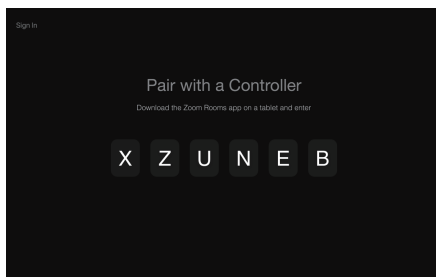 Sign In
Pair with a Controller
Download the Zoom Rooms app on a tablet and enter
X Z U N E B